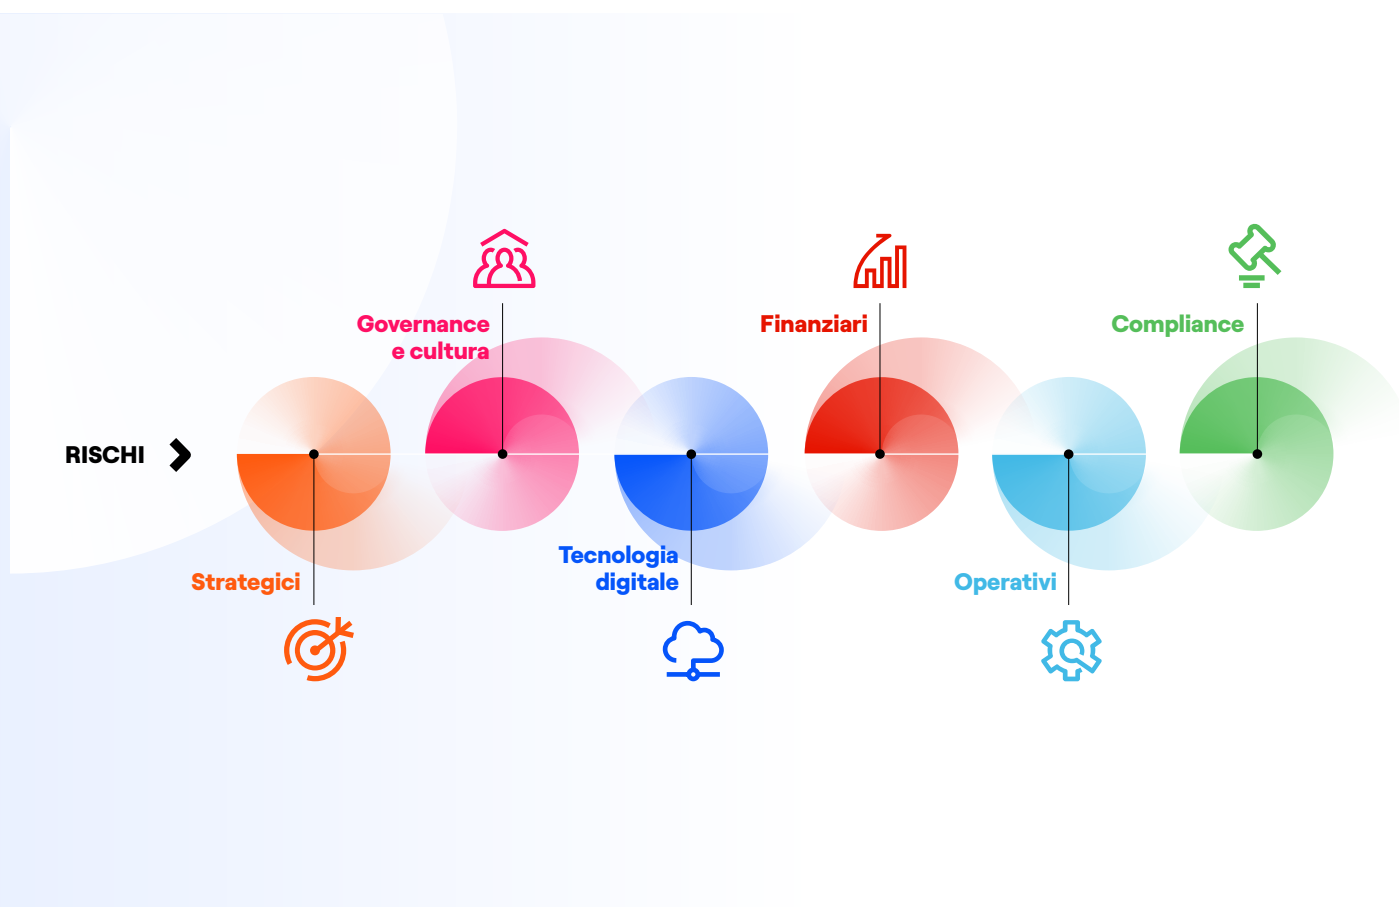 RISCHI
Strategici
Governance
e cultura
Tecnologia
digitale
Finanziari
Operativi
Compliance